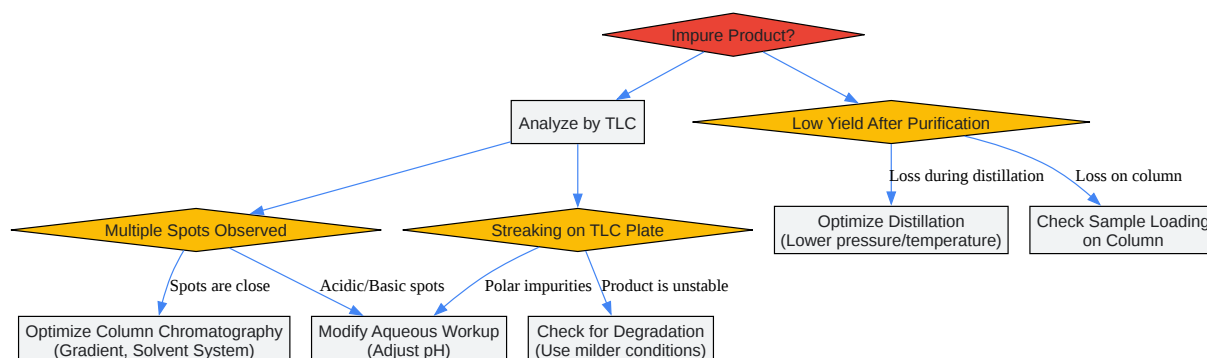 Impure Product?
Analyze by TLC
Low Yield After Purification
Loss during distillation
Loss on column
Multiple Spots Observed
Streaking on TLC Plate
Optimize Distillation
(Lower pressure/temperature)
Check Sample Loading
on Column
Spots are close
Acidic/Basic spots
Polar impurities
Product is unstable
Optimize Column Chromatography
(Gradient, Solvent System)
Modify Aqueous Workup
(Adjust pH)
Check for Degradation
(Use milder conditions)